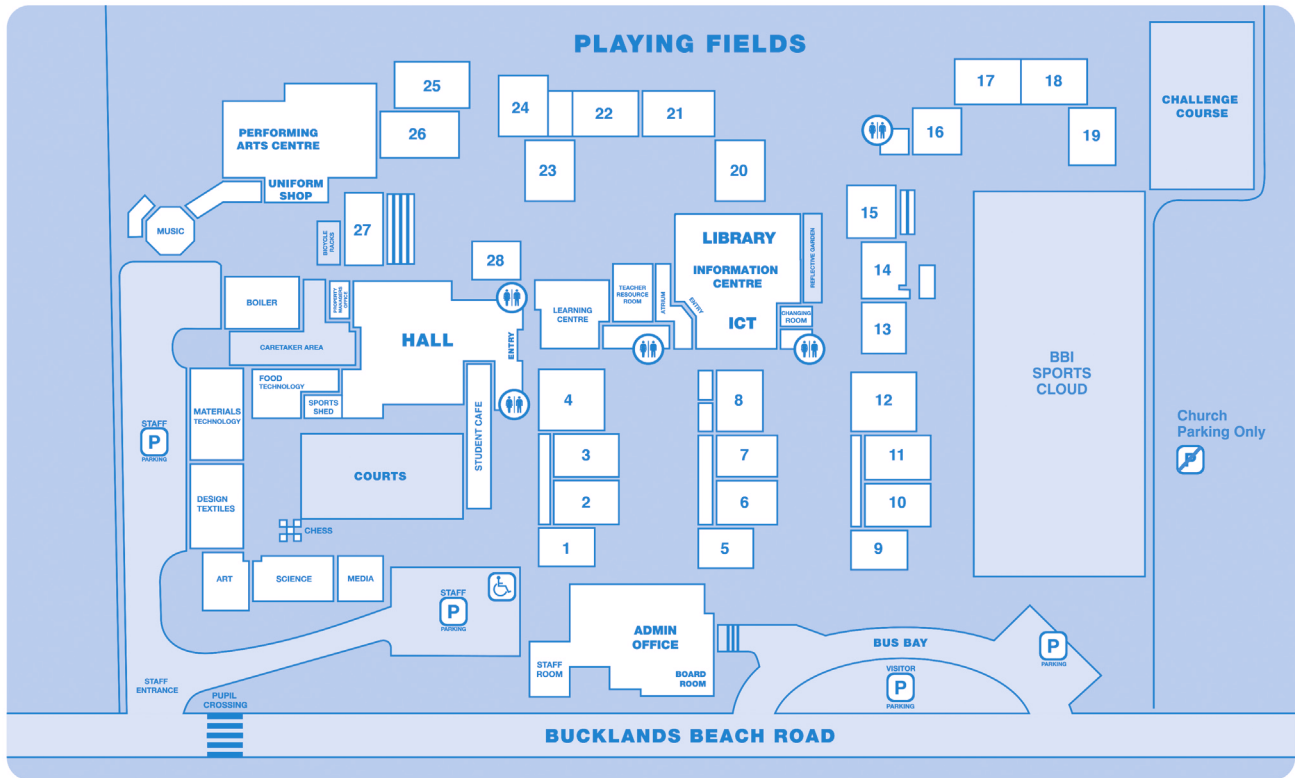 PLAYING FIELDS
25
26
24
22
21
23
20
17
18
16
19
CHALLENGE
COURSE
PERFORMING
ARTS CENTRE
UNIFORM
SHOP
MUSIC
BICYCLE
RACKS
27
28
15
14
13
LIBRARY
INFORMATION
CENTRE
ICT
REFLECTIVE GARDEN
CHANGING
ROOM
ENTRY
ATRIUM
TEACHER
RESOURCE
ROOM
LEARNING
CENTRE
BOILER
PROPERTY
MANAGERS
OFFICE
CARETAKER AREA
HALL
ENTRY
FOOD
TECHNOLOGY
SPORTS
SHED
MATERIALS
TECHNOLOGY
STAFF
P
PARKING
COURTS
STUDENT CAFE
DESIGN
TEXTILES
CHESS
ART
SCIENCE
MEDIA
4
3
2
1
8
7
6
5
12
11
10
9
BBI
SPORTS
CLOUD
Church
Parking Only
P
STAFF
P
PARKING
ADMIN
OFFICE
STAFF
ROOM
BOARD
ROOM
BUS BAY
VISITOR
P
PARKING
P
PARKING
STAFF
ENTRANCE
PUPIL
CROSSING
BUCKLANDS BEACH ROAD